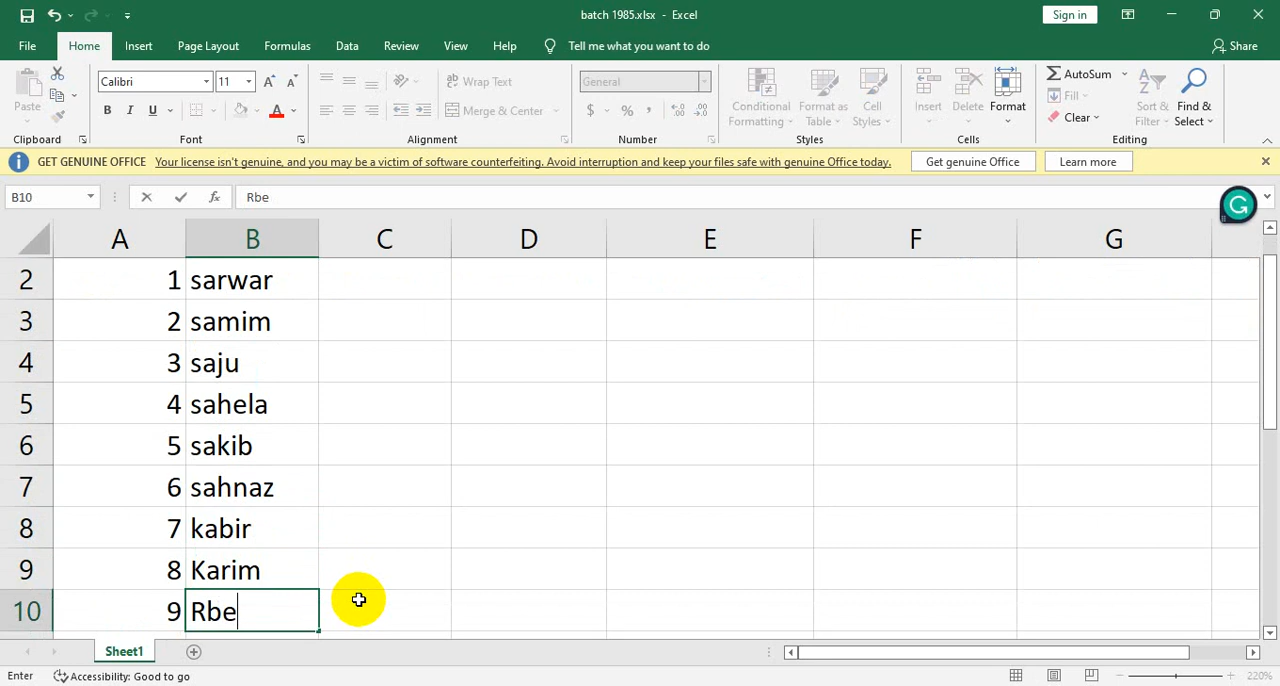 batch 1985.xlsx - Excel
Sign in
File Home Insert Page Layout Formulas Data Review View Help Tell me what you want to do Share
Paste
Clipboard
Calibri 11 A A
B I U A
Font
ab Wrap Text
Merge & Center
Alignment
General
$ % ,
Number
Conditional Formatting
Format as Table
Cell Styles
Styles
Insert Delete Format
Cells
AutoSum
Fill
Clear
Sort & Filter
Find & Select
Editing
GET GENUINE OFFICE Your license isn't genuine, and you may be a victim of software counterfeiting. Avoid interruption and keep your files safe with genuine Office today. Get genuine Office Learn more
B10 fx Rbe
A B C D E F G
2 1 sarwar
3 2 samim
4 3 saju
5 4 sahela
6 5 sakib
7 6 sahnaz
8 7 kabir
9 8 Karim
10 9 Rbe
Sheet1
Enter Accessibility: Good to go 220%